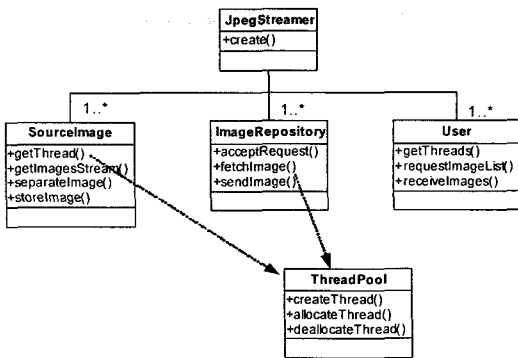 JpegStreamer
+create()
1..*
1..*
1..*
SourceImage
+getThread()
+getImagesStream()
+separateImage()
+storeImage()
ImageRepository
+acceptRequest()
+fetchImage()
+sendImage()
User
+getThreads()
+requestImageList()
+receiveImages()
ThreadPool
+createThread()
+allocateThread()
+deallocateThread()